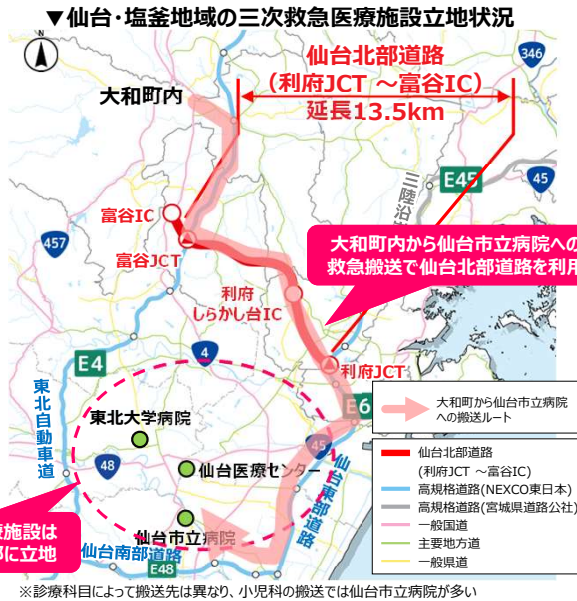 ▼仙台・塩釜地域の三次救急医療施設立地状況
仙台北部道路
（利府JCT ～富谷IC）
延長13.5km
346
大和町内
N
E45
45
三陸沿
富谷IC
457
富谷JCT
大和町内から仙台市立病院への
救急搬送で仙台北部道路を利用
利府
しらかし台IC
4
利府JCT
E4
E6
東北自動車道
東北大学病院
45
48
仙台医療センター
仙台東部道路
仙台市立病院
療施設は
部に立地
仙台南部道路
E48
大和町から仙台市立病院
への搬送ルート
仙台北部道路
(利府JCT ～富谷IC)
高規格道路(NEXCO東日本)
高規格道路(宮城県道路公社)
一般国道
主要地方道
一般県道
※診療科目によって搬送先は異なり、小児科の搬送では仙台市立病院が多い